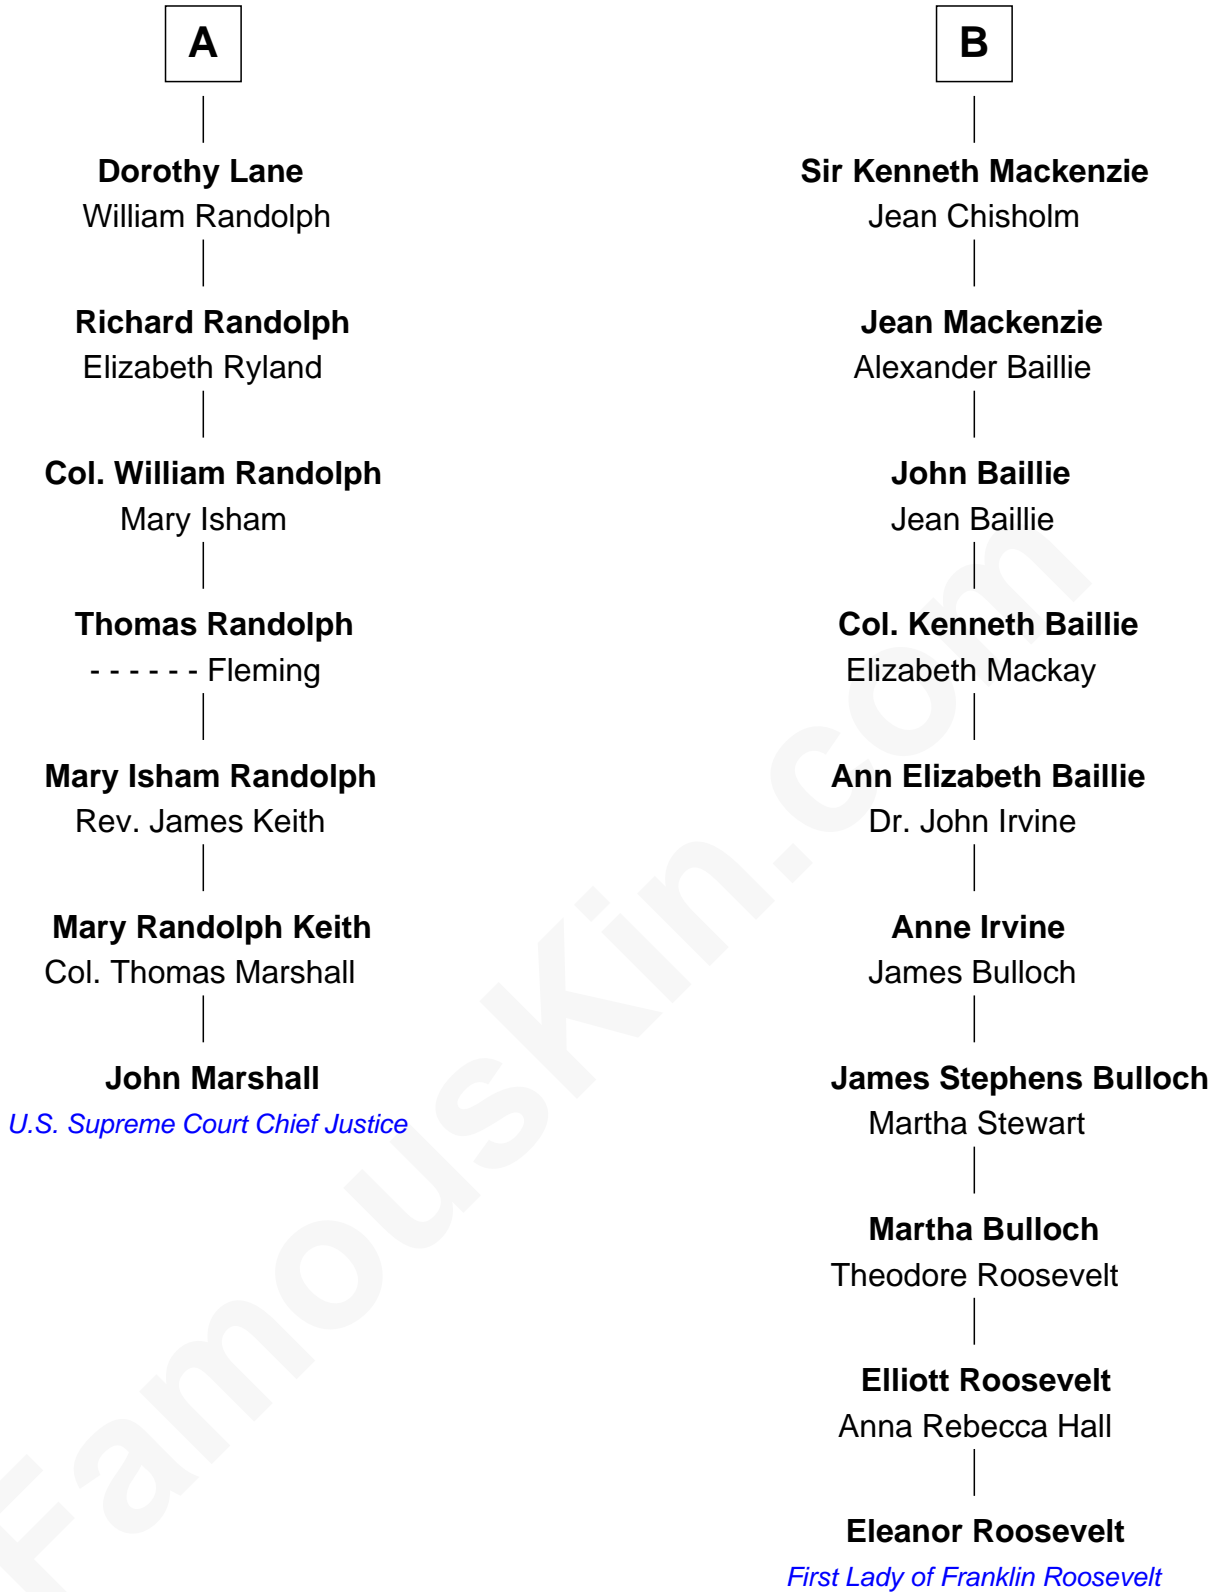 A
Dorothy Lane
William Randolph
Richard Randolph
Elizabeth Ryland
Col. William Randolph
Mary Isham
Thomas Randolph
- - - - - - Fleming
Mary Isham Randolph
Rev. James Keith
Mary Randolph Keith
Col. Thomas Marshall
John Marshall
U.S. Supreme Court Chief Justice
B
Sir Kenneth Mackenzie
Jean Chisholm
Jean Mackenzie
Alexander Baillie
John Baillie
Jean Baillie
Col. Kenneth Baillie
Elizabeth Mackay
Ann Elizabeth Baillie
Dr. John Irvine
Anne Irvine
James Bulloch
James Stephens Bulloch
Martha Stewart
Martha Bulloch
Theodore Roosevelt
Elliott Roosevelt
Anna Rebecca Hall
Eleanor Roosevelt
First Lady of Franklin Roosevelt
FamousKin.com